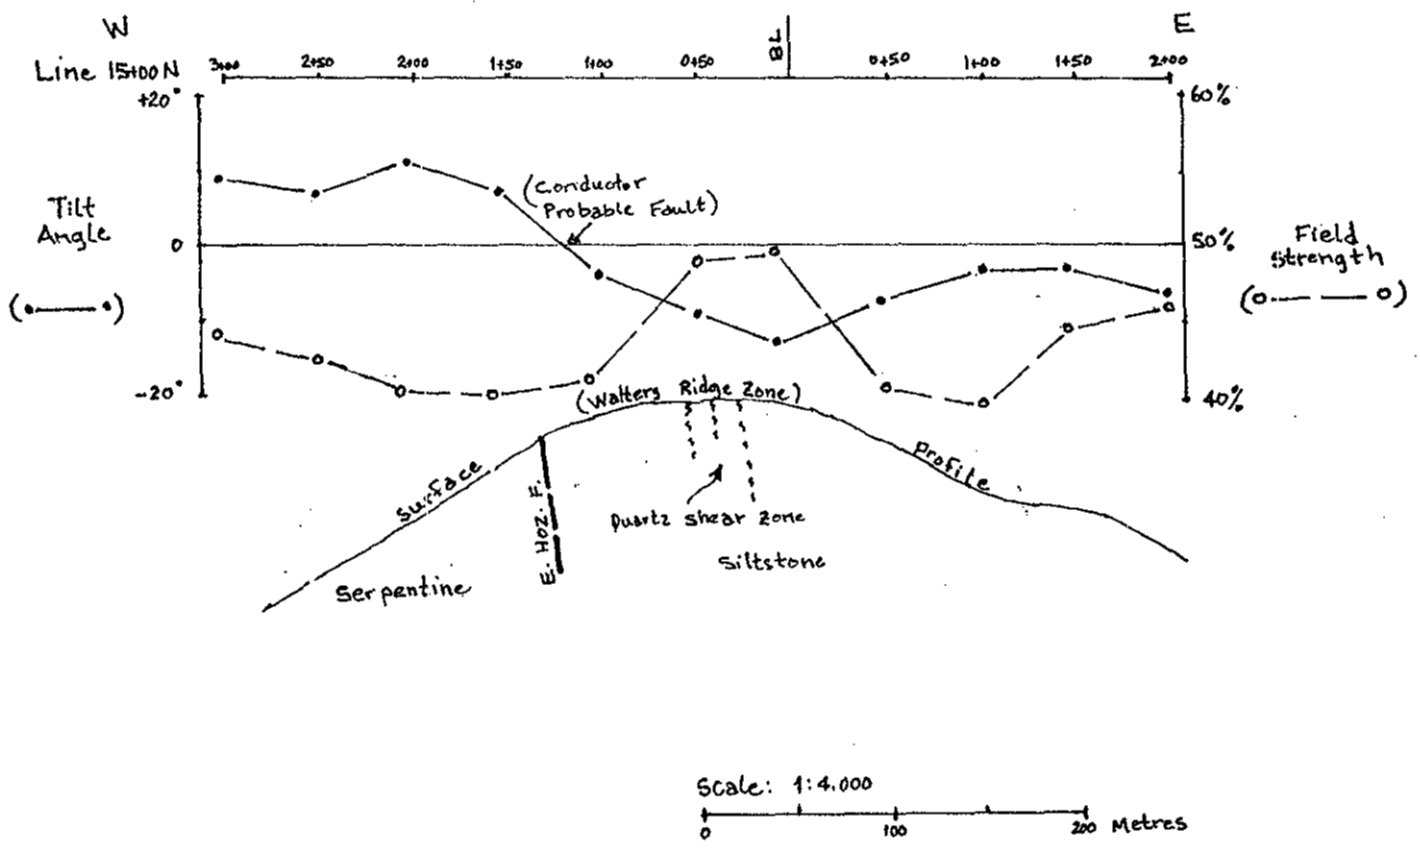 W
E
Line 15+00N
3+00 2+50 2+00 1+50 1+00 0+50 BL 0+50 1+00 1+50 2+00
+20°
60%
(Conductor
Probable Fault)
Tilt
Angle
0
50%
Field
Strength
-20°
40%
(Walters Ridge Zone)
Surface
Profile
E. HOZ. F.
Quartz shear zone
Siltstone
Serpentine
Scale: 1:4,000
0 100 200 Metres